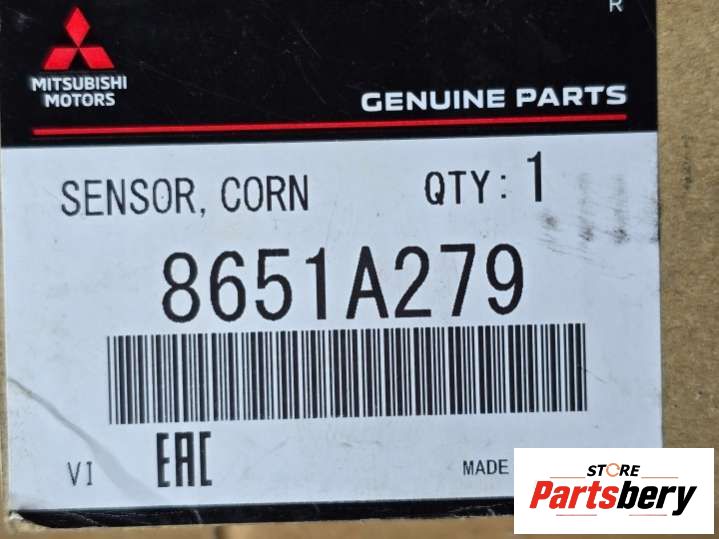 R
MITSUBISHI
MOTORS
GENUINE PARTS
SENSOR, CORN QTY: 1
8651A279
VI EAC MADE
STORE
Partsbery